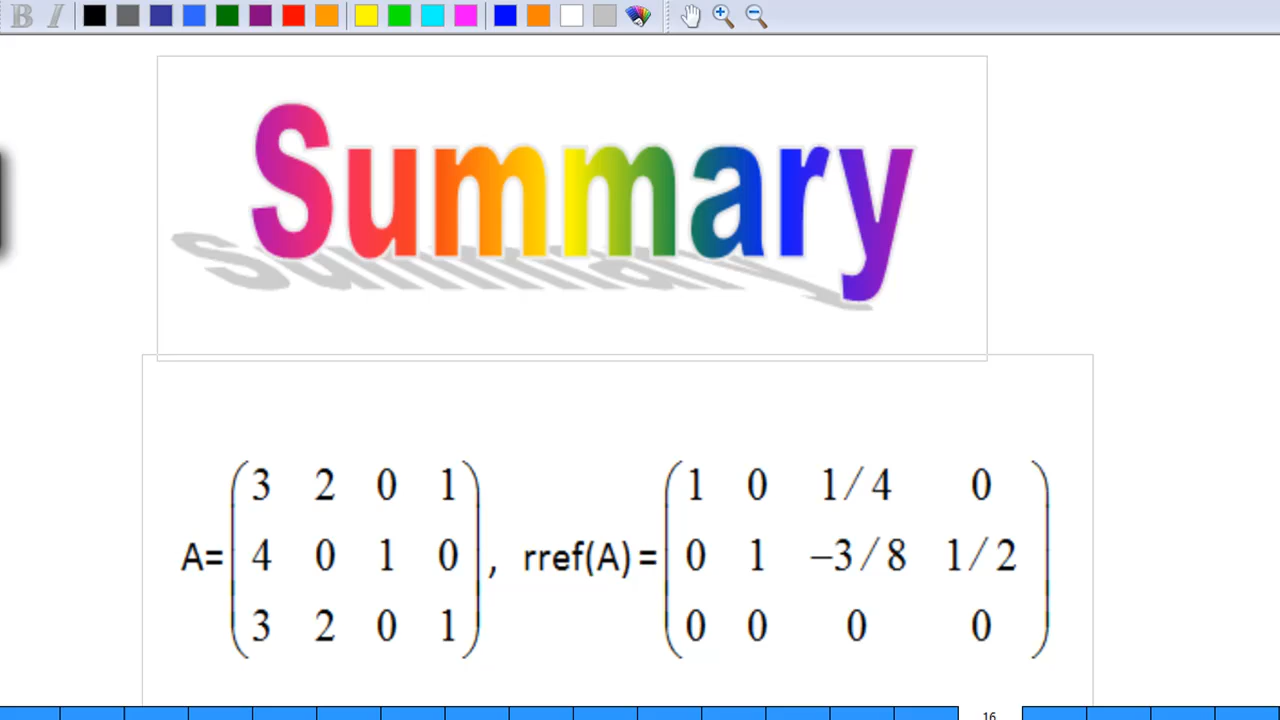 B I
Summary
A= ( 3 2 0 1 ) , rref(A) = ( 1 0 1/4 0 )
( 4 0 1 0 ) ( 0 1 −3/8 1/2 )
( 3 2 0 1 ) ( 0 0 0 0 )
16